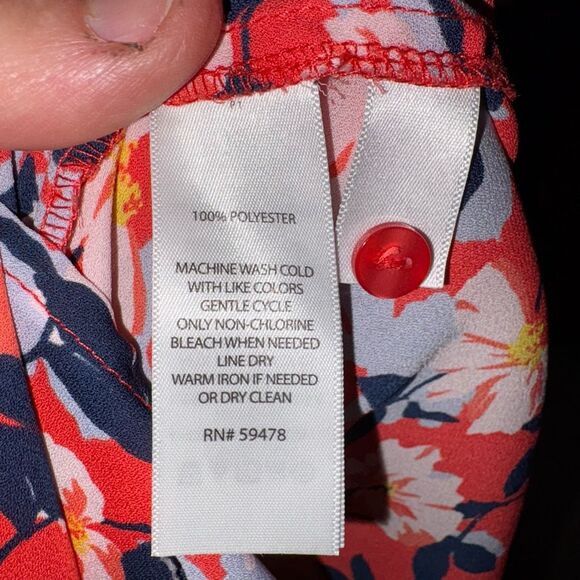 100% POLYESTER
MACHINE WASH COLD
WITH LIKE COLORS
GENTLE CYCLE
ONLY NON-CHLORINE
BLEACH WHEN NEEDED
LINE DRY
WARM IRON IF NEEDED
OR DRY CLEAN
RN# 59478